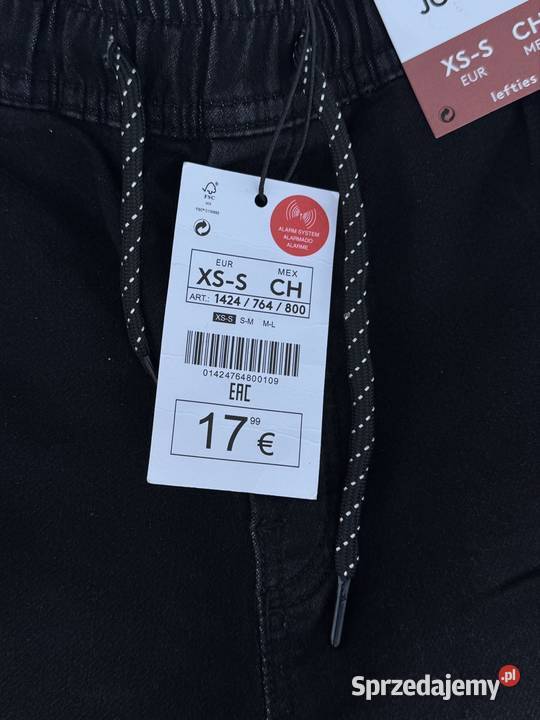 JO
XS-S
EUR
CH
ME
lefties
FSC
ALARM SYSTEM
ALARMADO
ALARME
EUR
MEX
XS-S
CH
ART.: 1424 / 764 / 800
XS-S S-M M-L
01424764800109
EAC
17 99 €
Sprzedajemy.pl